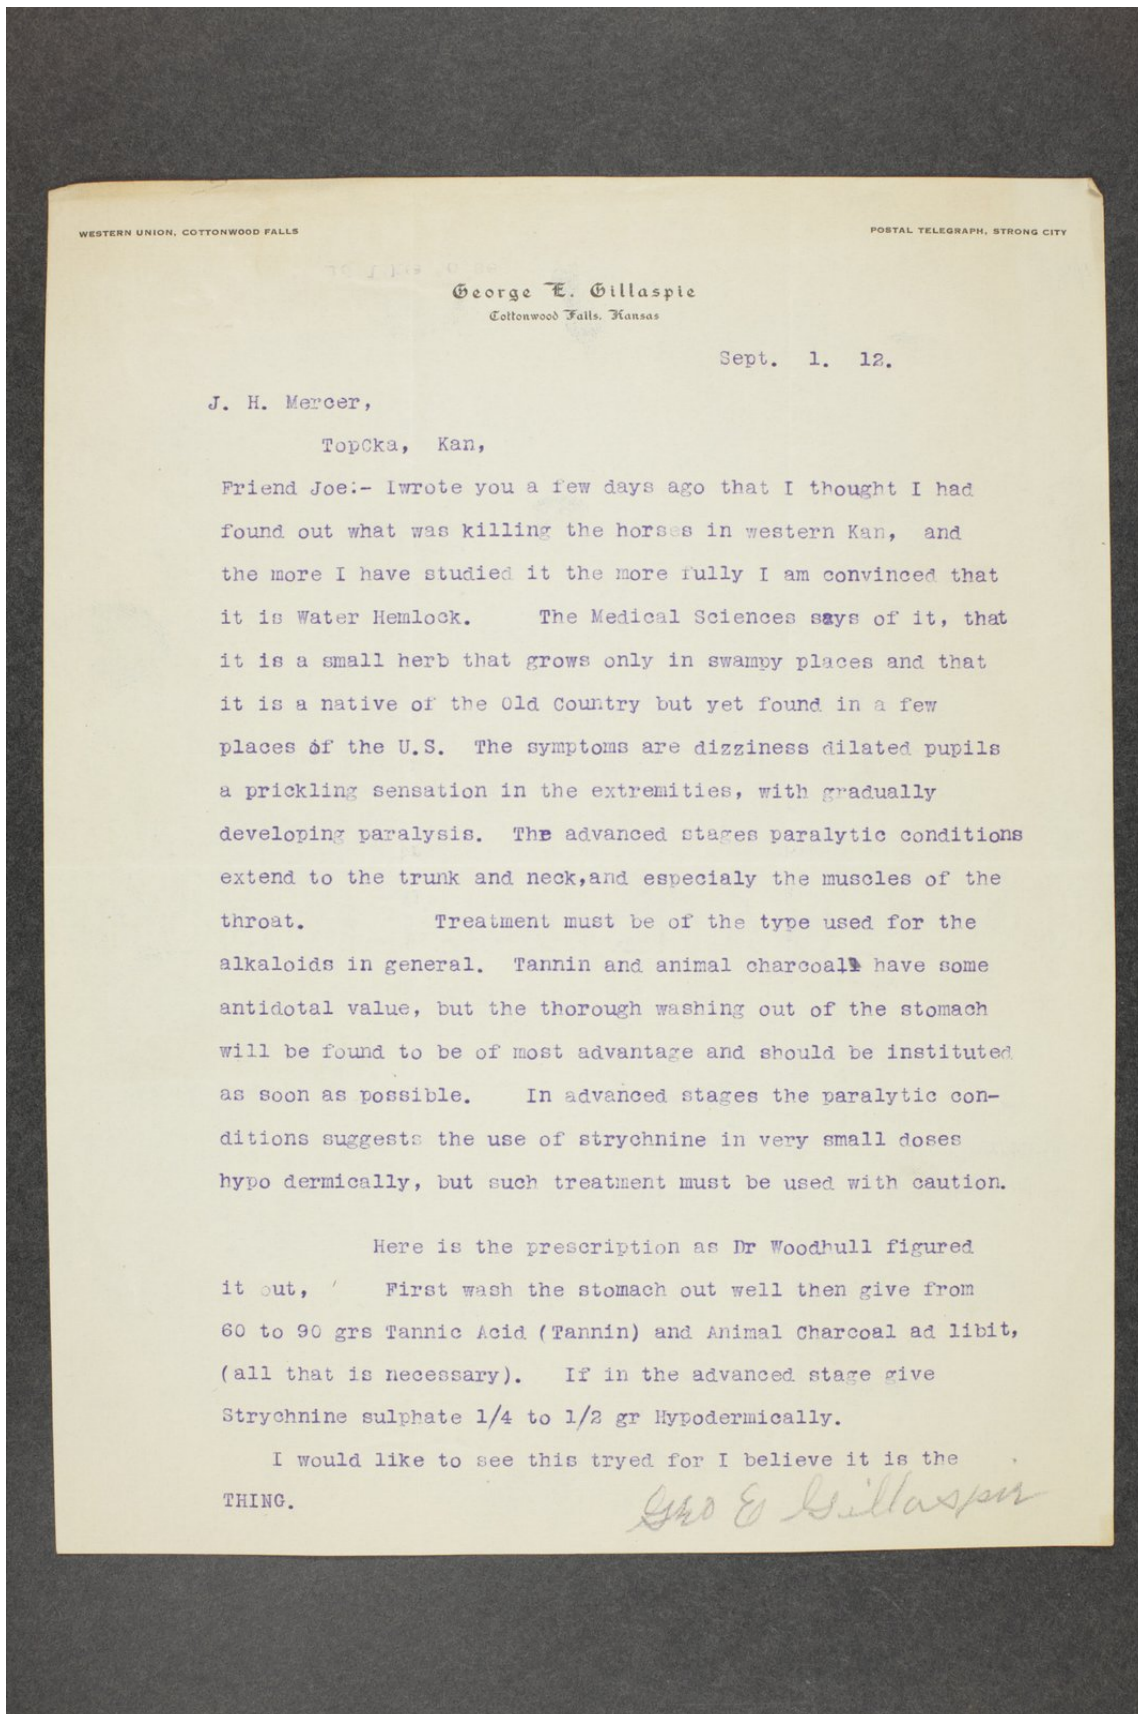 WESTERN UNION, COTTONWOOD FALLS
POSTAL TELEGRAPH, STRONG CITY
George E. Gillaspie
Cottonwood Falls, Kansas
Sept. 1. 12.
J. H. Mercer,
TopCka, Kan,
Friend Joe:- Iwrote you a few days ago that I thought I had
found out what was killing the horses in western Kan, and
the more I have studied it the more fully I am convinced that
it is Water Hemlock. The Medical Sciences says of it, that
it is a small herb that grows only in swampy places and that
it is a native of the Old Country but yet found in a few
places of the U.S. The symptoms are dizziness dilated pupils
a prickling sensation in the extremities, with gradually
developing paralysis. The advanced stages paralytic conditions
extend to the trunk and neck,and especialy the muscles of the
throat. Treatment must be of the type used for the
alkaloids in general. Tannin and animal charcoal have some
antidotal value, but the thorough washing out of the stomach
will be found to be of most advantage and should be instituted
as soon as possible. In advanced stages the paralytic con-
ditions suggests the use of strychnine in very small doses
hypo dermically, but such treatment must be used with caution.
Here is the prescription as Dr Woodhull figured
it out, First wash the stomach out well then give from
60 to 90 grs Tannic Acid (Tannin) and Animal Charcoal ad libit,
(all that is necessary). If in the advanced stage give
Strychnine sulphate 1/4 to 1/2 gr Hypodermically.
I would like to see this tryed for I believe it is the
THING.
Geo E Gillaspie